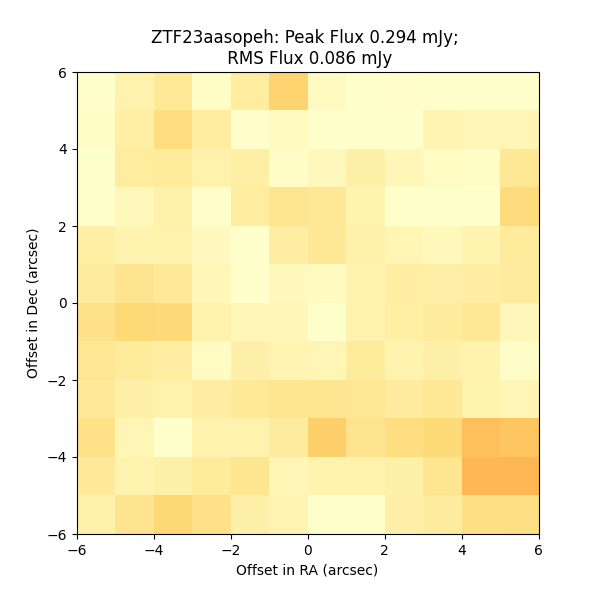 ZTF23aasopeh: Peak Flux 0.294 mJy;
RMS Flux 0.086 mJy
6
4
2
0
−2
−4
−6
Offset in Dec (arcsec)
−6 −4 −2 0 2 4 6
Offset in RA (arcsec)